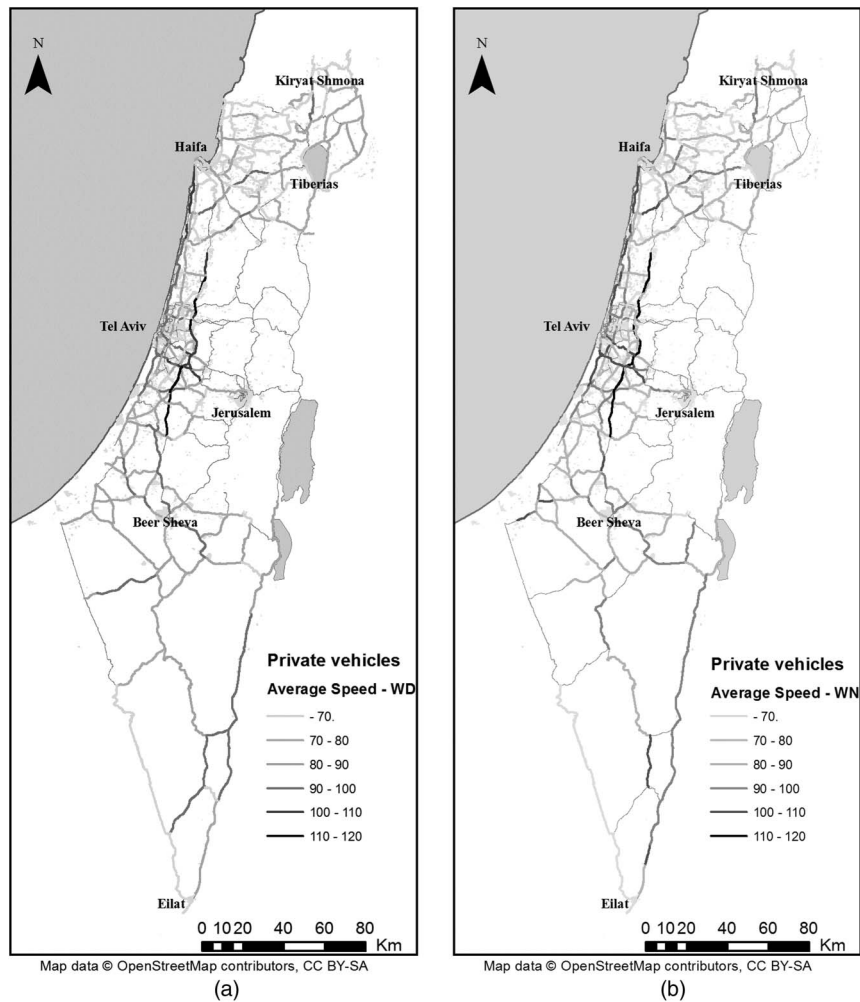 N
Kiryat Shmona
Haifa
Tiberias
Tel Aviv
Jerusalem
Beer Sheva
Private vehicles
Average Speed - WD
- 70.
70 - 80
80 - 90
90 - 100
100 - 110
110 - 120
Eilat
0 10 20 40 60 80
Km
Map data © OpenStreetMap contributors, CC BY-SA
(a)
N
Kiryat Shmona
Haifa
Tiberias
Tel Aviv
Jerusalem
Beer Sheva
Private vehicles
Average Speed - WN
- 70.
70 - 80
80 - 90
90 - 100
100 - 110
110 - 120
Eilat
0 10 20 40 60 80
Km
Map data © OpenStreetMap contributors, CC BY-SA
(b)